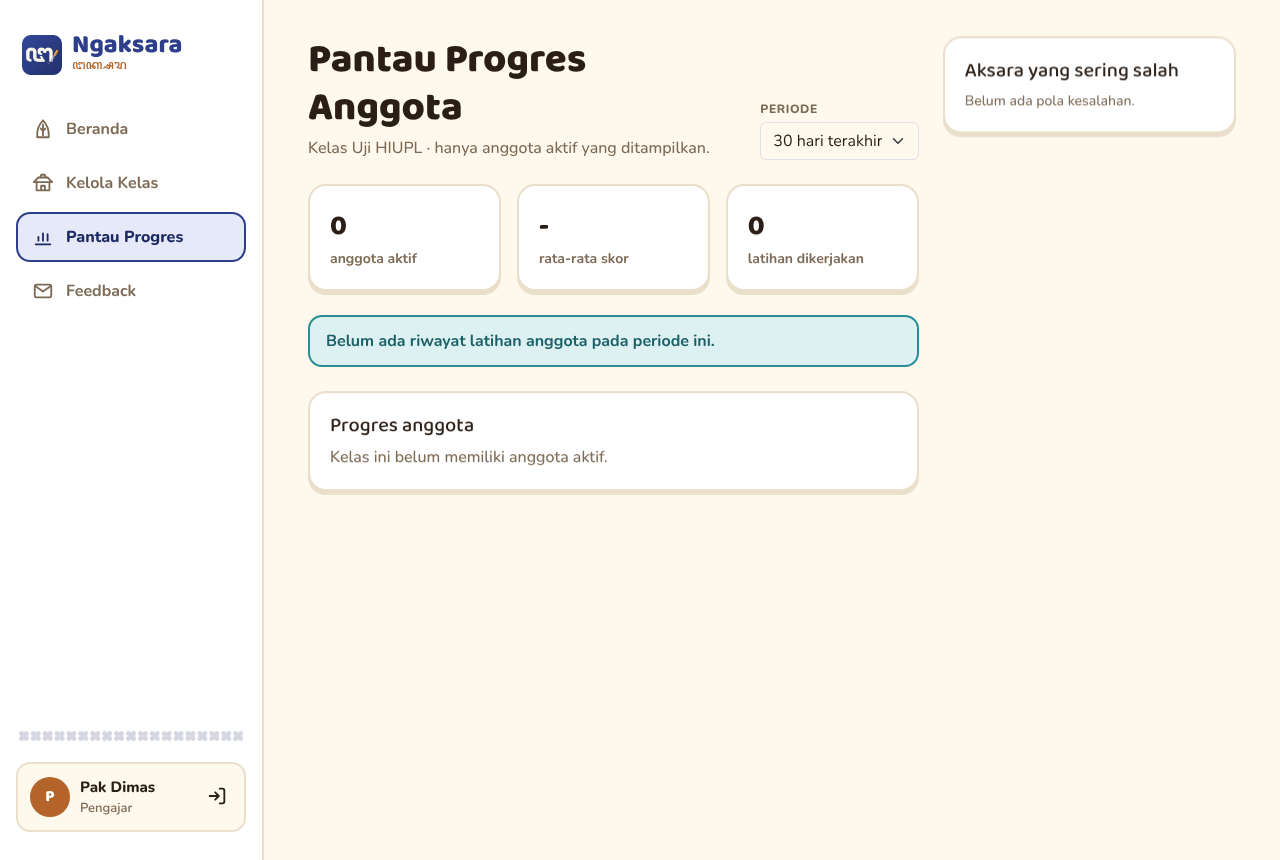 Ngaksara
Beranda
Kelola Kelas
Pantau Progres
Feedback
P
Pak Dimas
Pengajar
Pantau Progres
Anggota
Kelas Uji HIUPL · hanya anggota aktif yang ditampilkan.
PERIODE
30 hari terakhir
0
anggota aktif
-
rata-rata skor
0
latihan dikerjakan
Belum ada riwayat latihan anggota pada periode ini.
Progres anggota
Kelas ini belum memiliki anggota aktif.
Aksara yang sering salah
Belum ada pola kesalahan.